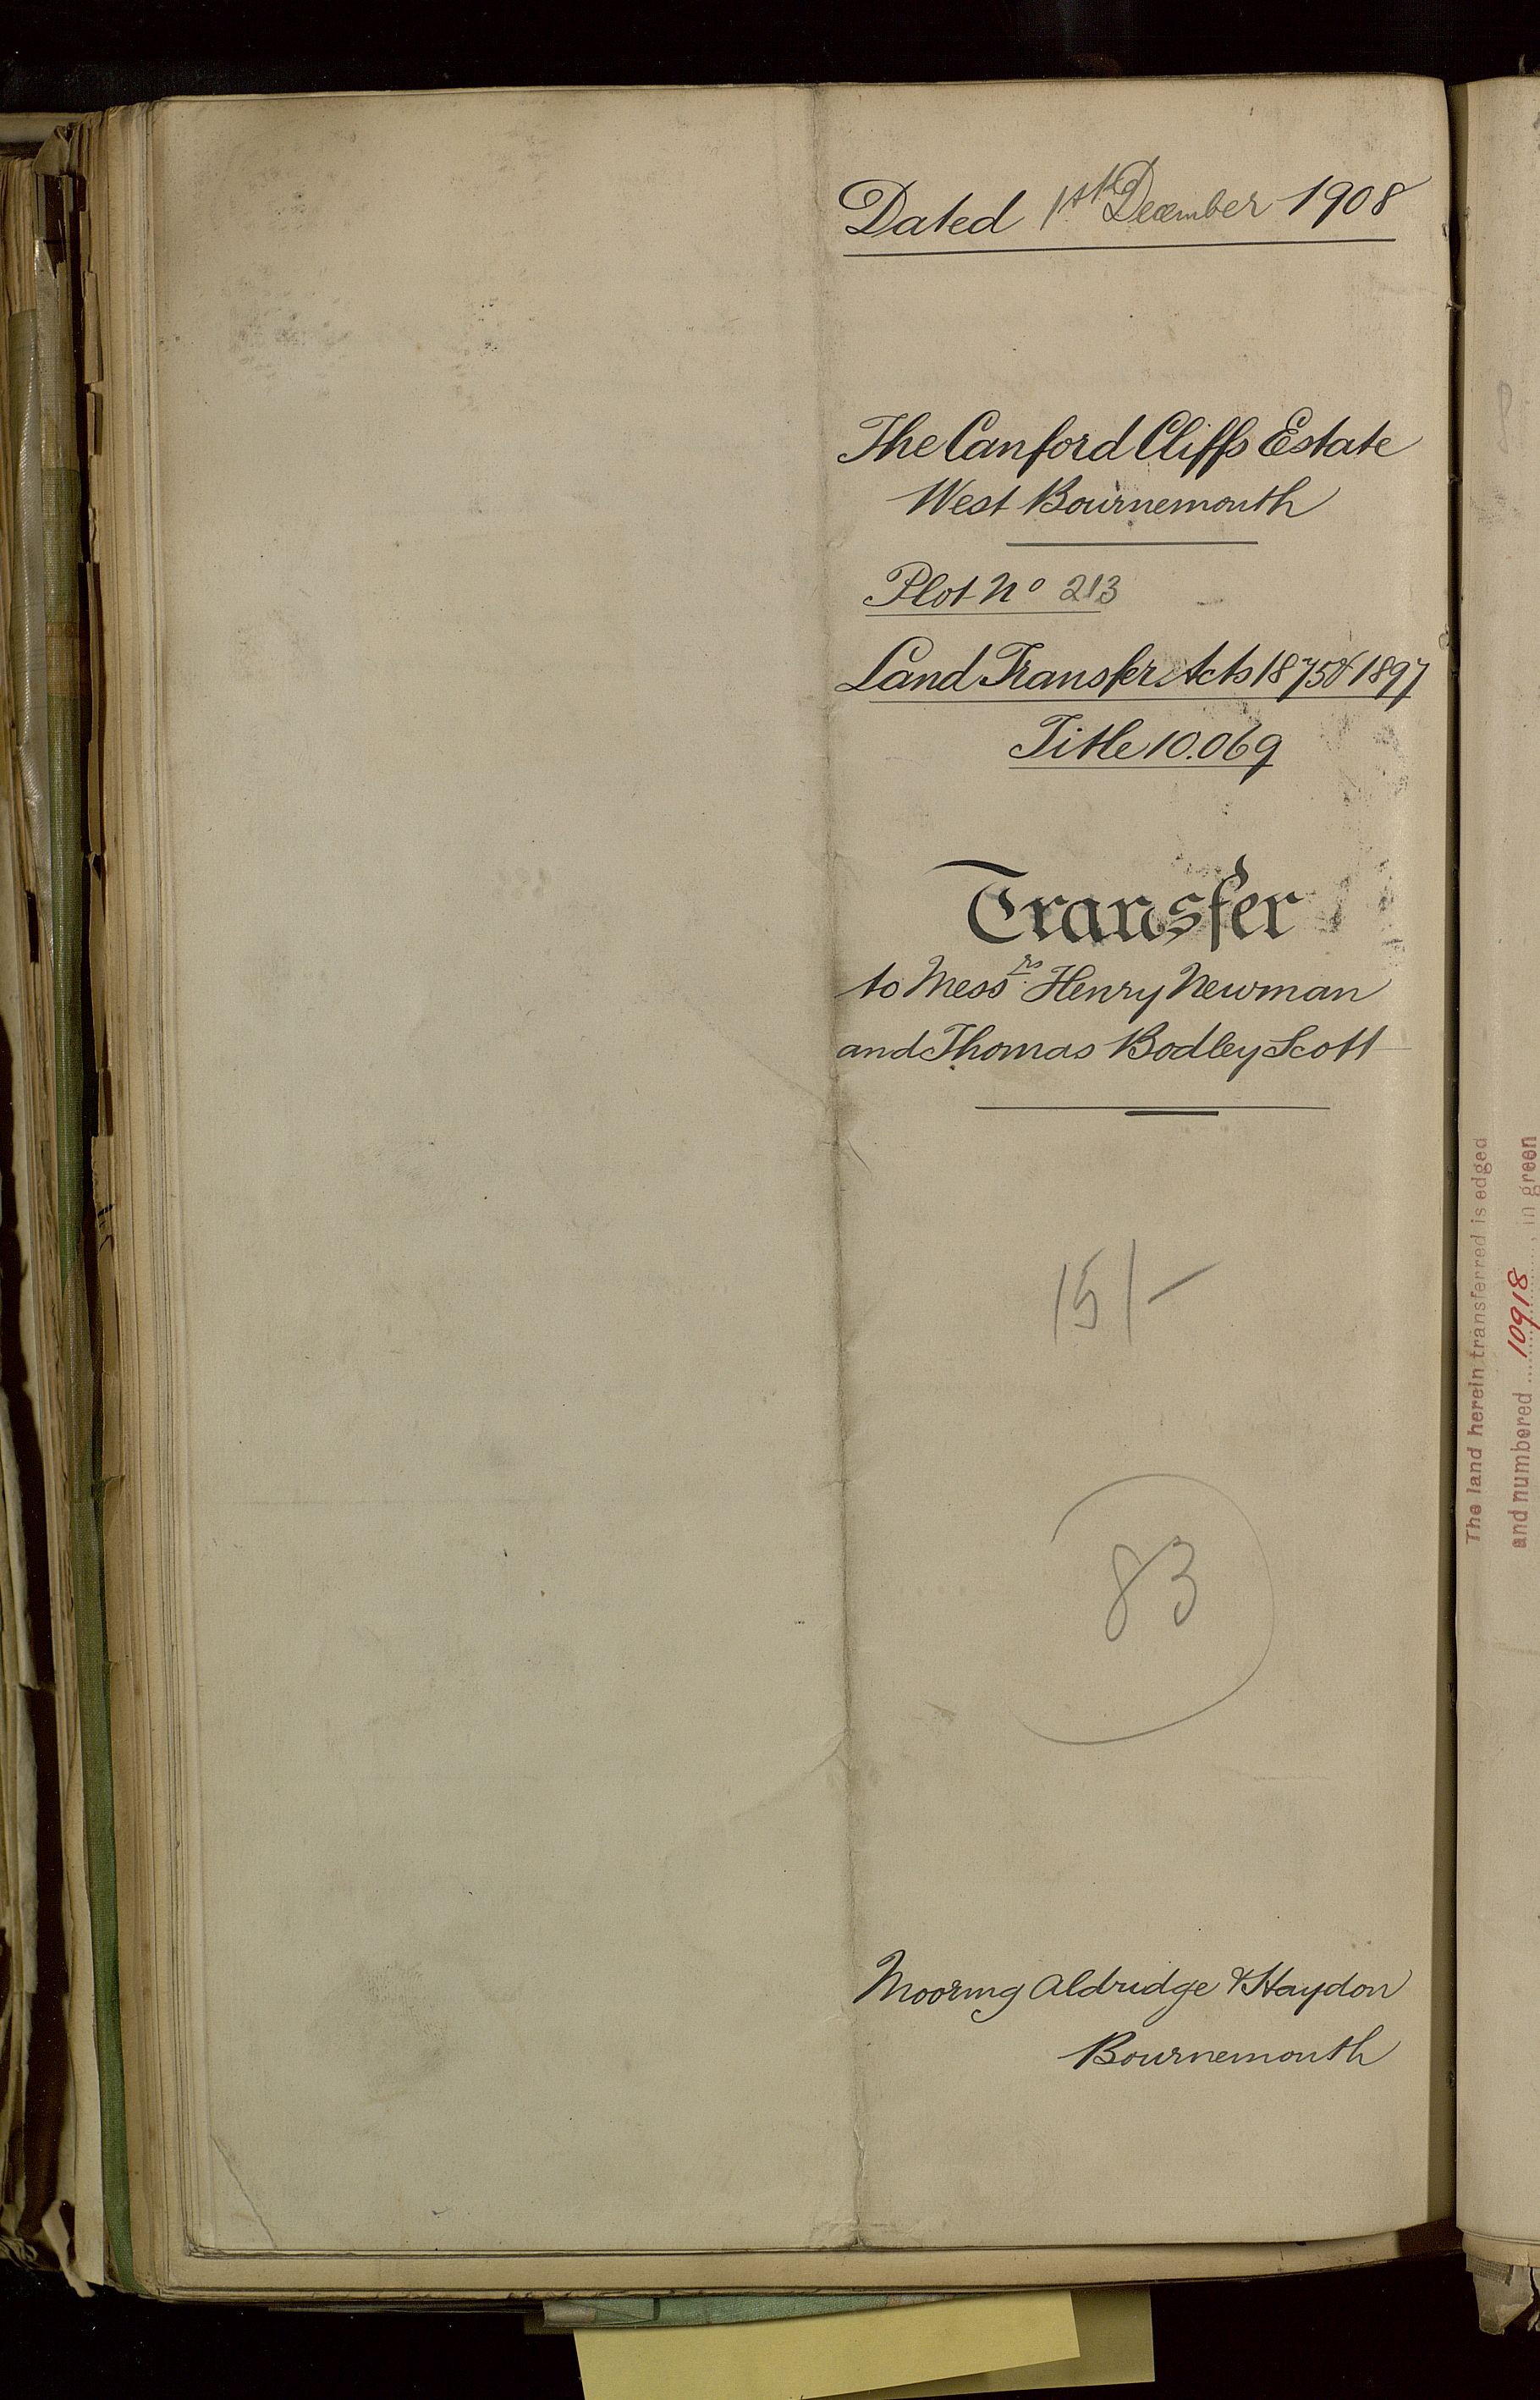 Dated 1st December 1908
The Canford Cliffs Estate
West Bournemouth
Plot No 213
Land Transfer Acts 1875 & 1897
Title 10.069
Transfer
to Messrs Henry Newman
and Thomas Bodley Scott
15/-
83
Mooring Aldridge & Haydon
Bournemouth
The land herein transferred is edged
and numbered ... 10918 ..., in green